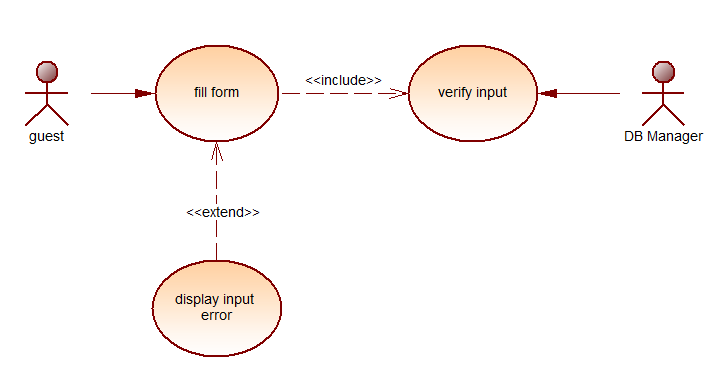 <<include>>
fill form
verify input
guest
DB Manager
<<extend>>
display input
error